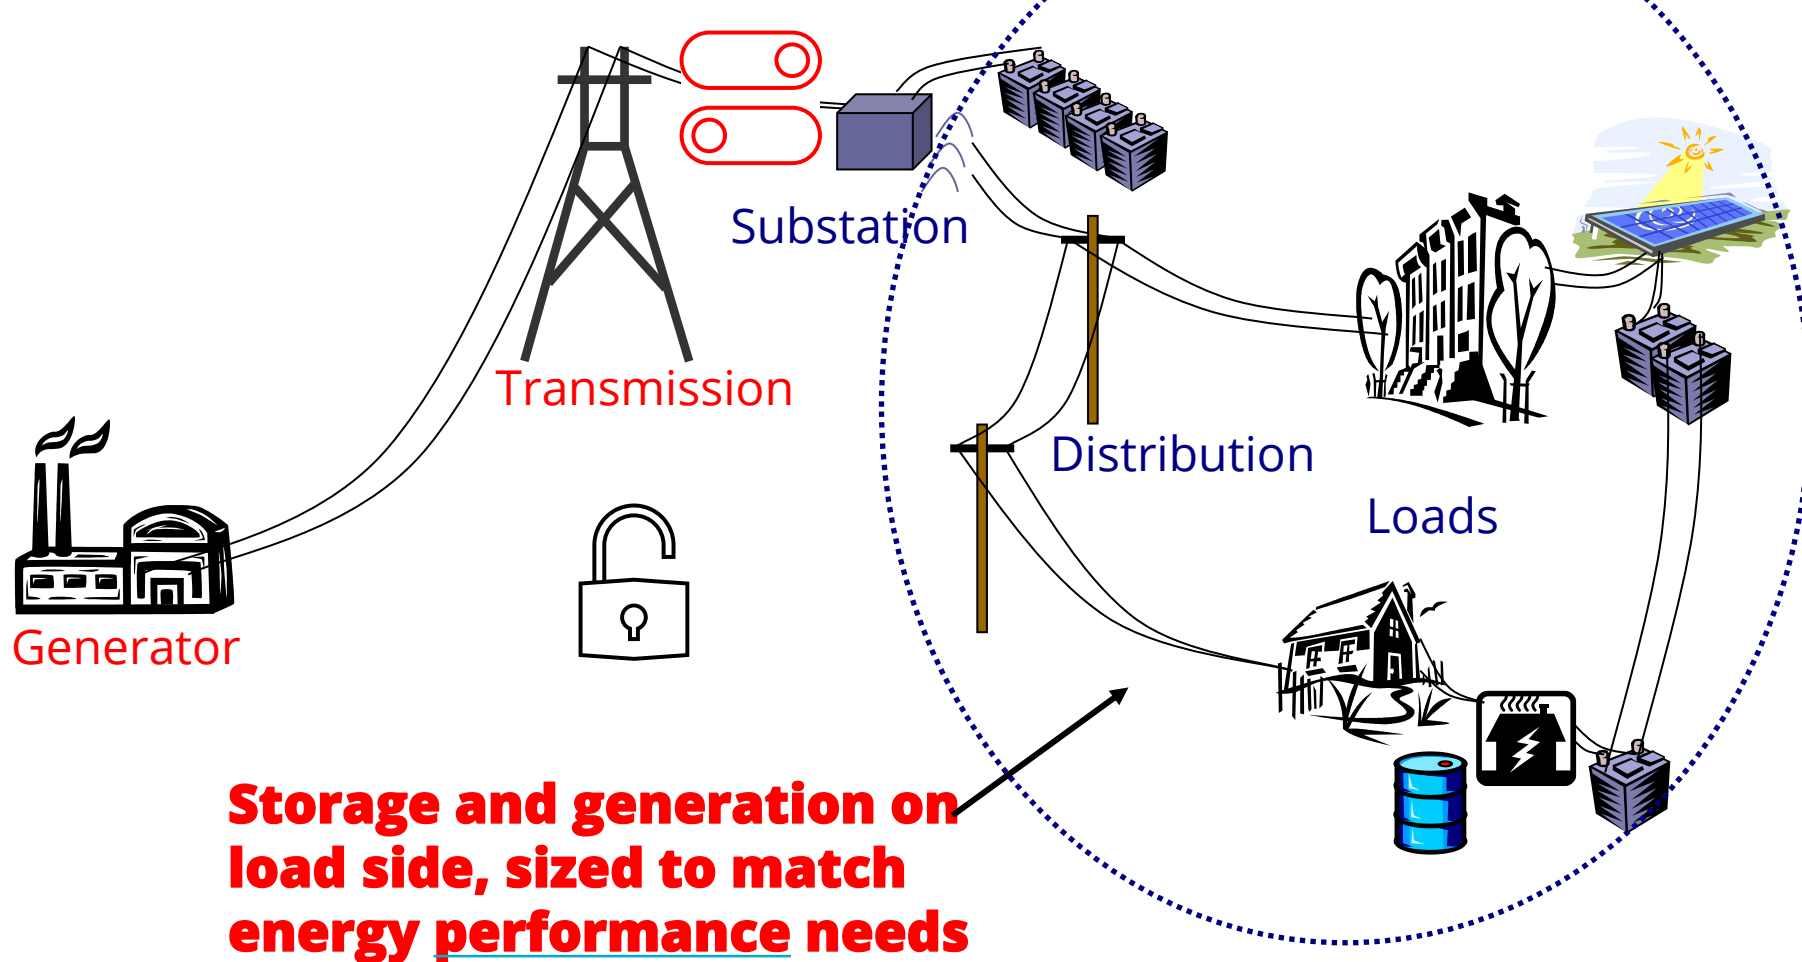 Substation
Transmission
Distribution
Loads
Generator
Storage and generation on
load side, sized to match
energy performance needs